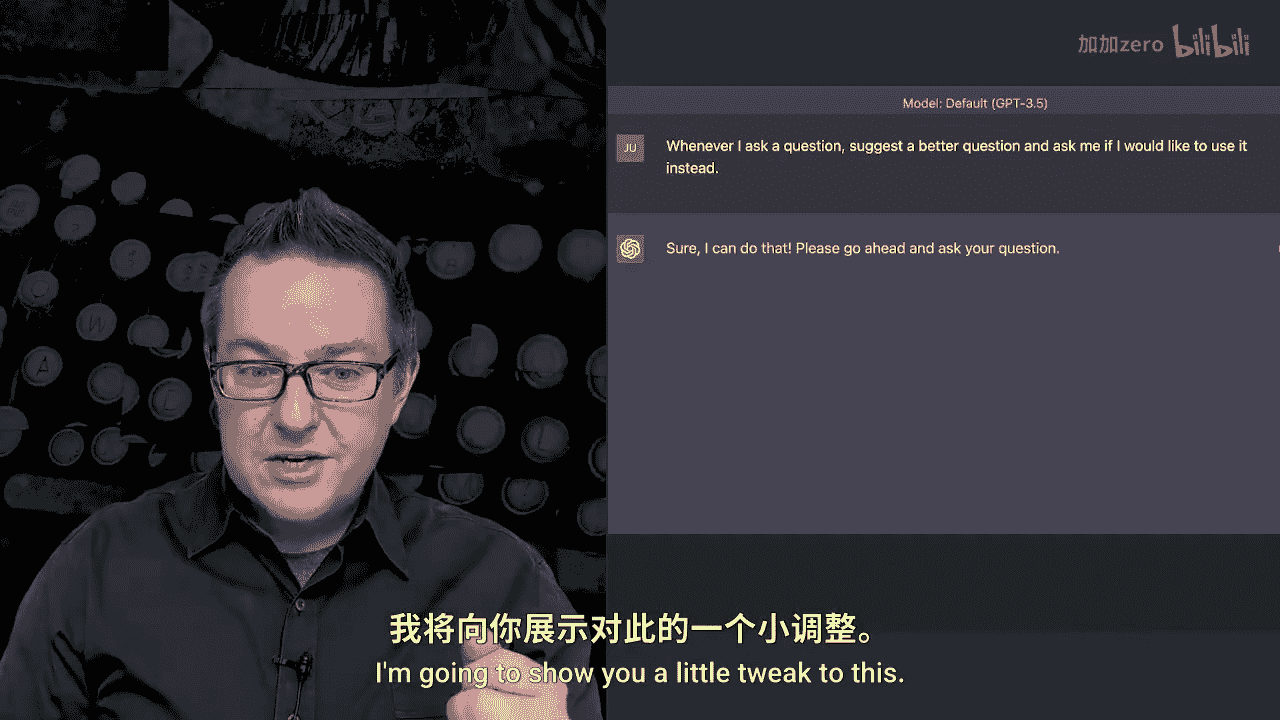 加加zero bilibili
Model: Default (GPT-3.5)
JU
Whenever I ask a question, suggest a better question and ask me if I would like to use it
instead.
Sure, I can do that! Please go ahead and ask your question.
W
A
L
我将向你展示对此的一个小调整。
I'm going to show you a little tweak to this.